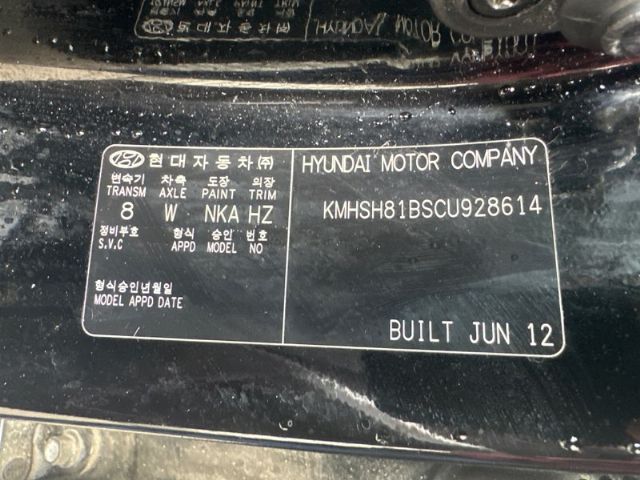 현대자동차㈜
변속기 차축 도장 의장
TRANSM AXLE PAINT TRIM
8 W NKA HZ
정비부호 형식 승인 번호
S.V.C APPD MODEL NO
형식승인년월일
MODEL APPD DATE
HYUNDAI MOTOR COMPANY
KMHSH81BSCU928614
BUILT JUN 12